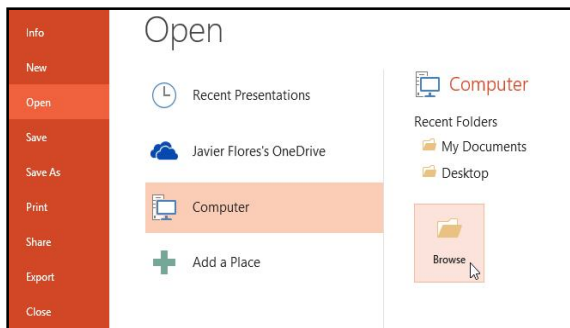 Info
New
Open
Save
Save As
Print
Share
Export
Close
Open
Recent Presentations
Javier Flores's OneDrive
Computer
Add a Place
Computer
Recent Folders
My Documents
Desktop
Browse